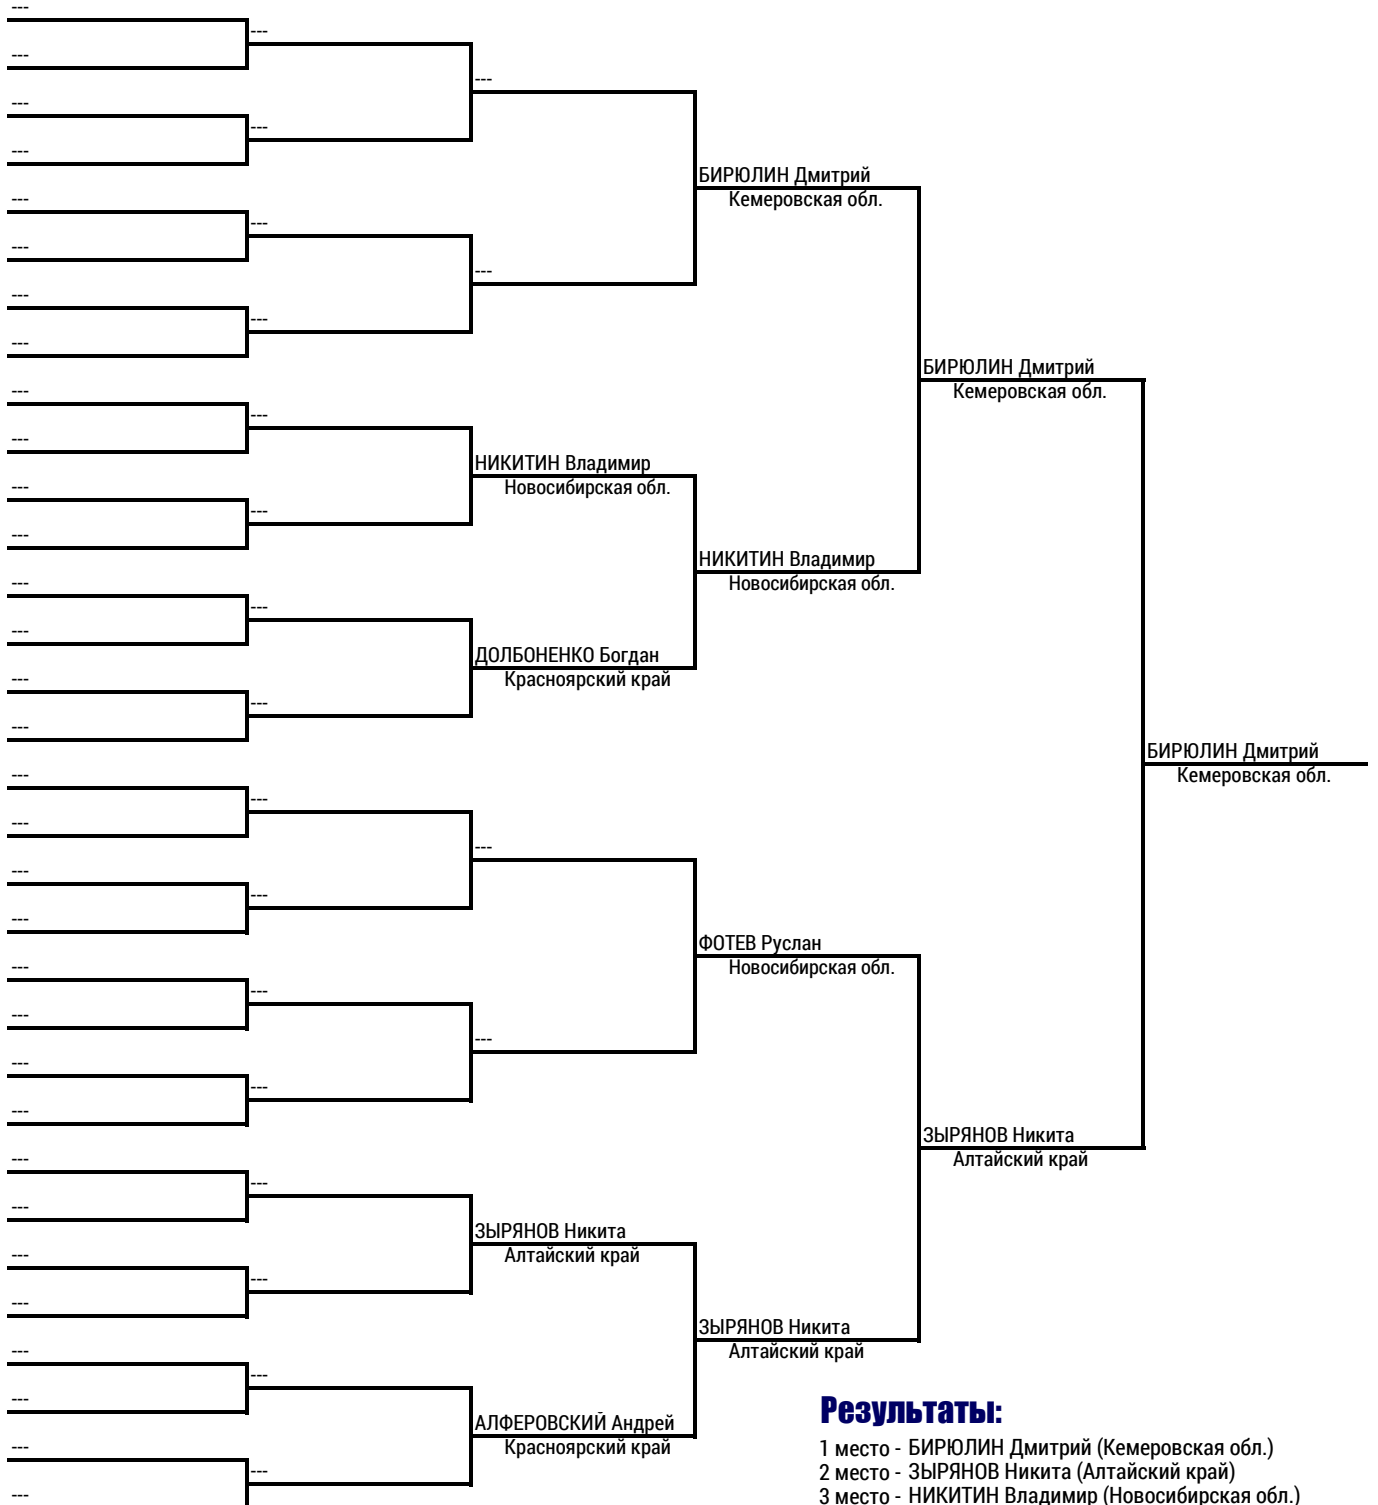 ---
---
---
---
---
---
---
---
---
---
БИРЮЛИН Дмитрий
Кемеровская обл.
---
---
---
---
---
---
---
---
БИРЮЛИН Дмитрий
Кемеровская обл.
---
---
---
НИКИТИН Владимир
Новосибирская обл.
---
---
---
НИКИТИН Владимир
Новосибирская обл.
---
---
---
ДОЛБОНЕНКО Богдан
Красноярский край
---
---
---
БИРЮЛИН Дмитрий
Кемеровская обл.
---
---
---
---
---
---
---
ФОТЕВ Руслан
Новосибирская обл.
---
---
---
---
---
---
---
ЗЫРЯНОВ Никита
Алтайский край
---
---
---
ЗЫРЯНОВ Никита
Алтайский край
---
---
---
ЗЫРЯНОВ Никита
Алтайский край
---
---
---
АЛФЕРОВСКИЙ Андрей
Красноярский край
---
---
---
Результаты:
1 место - БИРЮЛИН Дмитрий (Кемеровская обл.)
2 место - ЗЫРЯНОВ Никита (Алтайский край)
3 место - НИКИТИН Владимир (Новосибирская обл.)